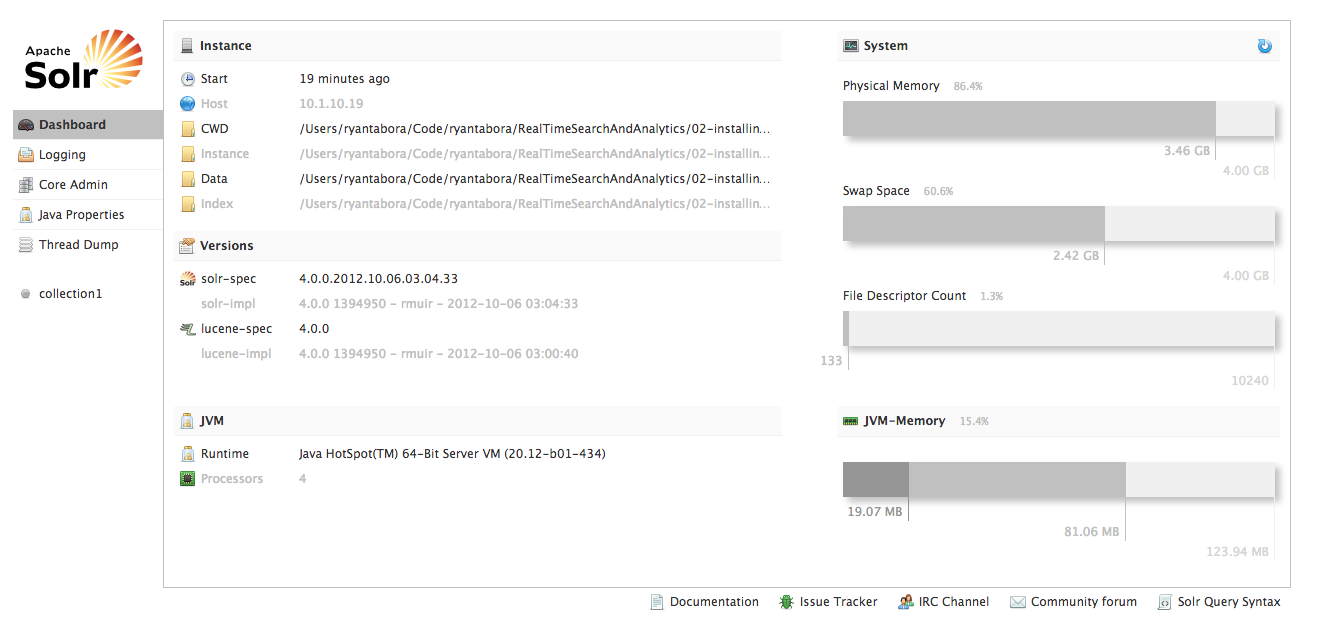 Apache
Solr
Dashboard
Logging
Core Admin
Java Properties
Thread Dump
collection1
Instance
Start 19 minutes ago
Host 10.1.10.19
CWD /Users/ryantabora/Code/ryantabora/RealTimeSearchAndAnalytics/02-installin...
Instance /Users/ryantabora/Code/ryantabora/RealTimeSearchAndAnalytics/02-installin...
Data /Users/ryantabora/Code/ryantabora/RealTimeSearchAndAnalytics/02-installin...
Index /Users/ryantabora/Code/ryantabora/RealTimeSearchAndAnalytics/02-installin...
Versions
Solr solr-spec 4.0.0.2012.10.06.03.04.33
solr-impl 4.0.0 1394950 - rmuir - 2012-10-06 03:04:33
lucene-spec 4.0.0
lucene-impl 4.0.0 1394950 - rmuir - 2012-10-06 03:00:40
JVM
Runtime Java HotSpot(TM) 64-Bit Server VM (20.12-b01-434)
Processors 4
System
Physical Memory 86.4%
3.46 GB
4.00 GB
Swap Space 60.6%
2.42 GB
4.00 GB
File Descriptor Count 1.3%
133
10240
JVM-Memory 15.4%
19.07 MB
81.06 MB
123.94 MB
Documentation Issue Tracker IRC Channel Community forum Solr Query Syntax